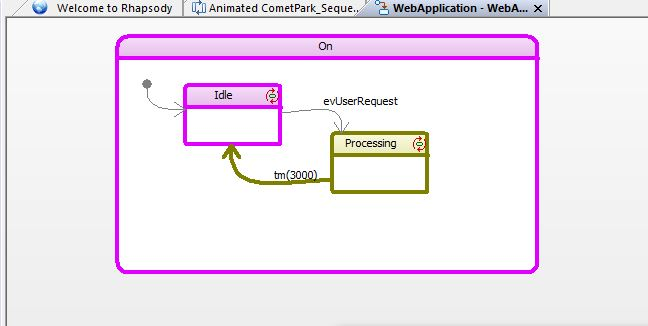 Welcome to Rhapsody
Animated CometPark_Seque...
WebApplication - WebA...
On
Idle
evUserRequest
Processing
tm(3000)